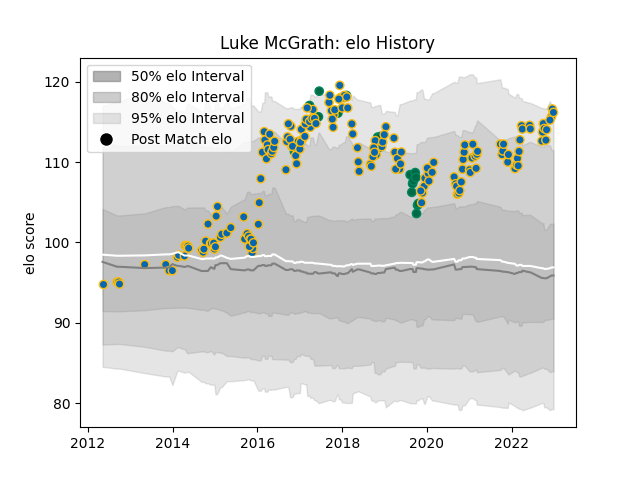 Luke McGrath: elo History
50% elo Interval
80% elo Interval
95% elo Interval
Post Match elo
elo score
120
110
100
90
80
2012
2014
2016
2018
2020
2022